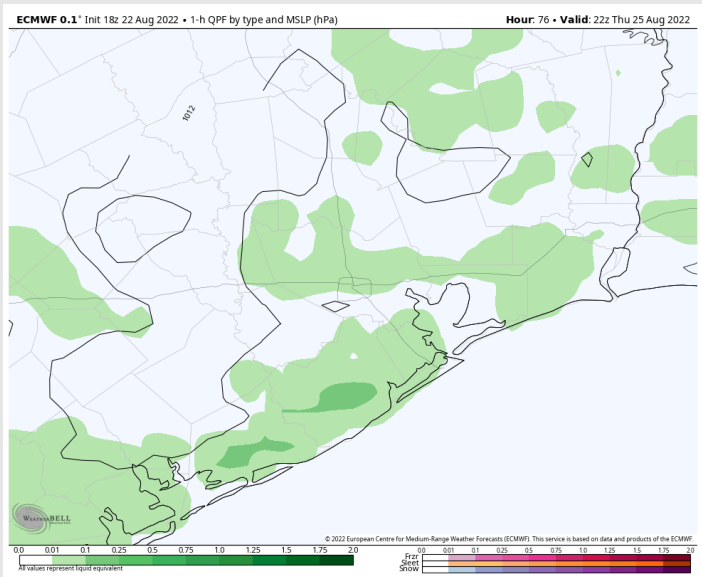 ECMWF 0.1° Init 18z 22 Aug 2022 • 1-h QPF by type and MSLP (hPa)
Hour: 76 • Valid: 22z Thu 25 Aug 2022
1012
WeatherBELL
© 2022 European Centre for Medium-Range Weather Forecasts (ECMWF). This service is based on data and products of the ECMWF.
0.0 0.01 0.1 0.25 0.5 0.75 1.0 1.25 1.5 1.75 2.0
All values represent liquid equivalent
0.0 0.01 0.1 0.25 0.5 0.75 1.0 1.25 1.5 1.75 2.0
Frzr
Sleet
Snow